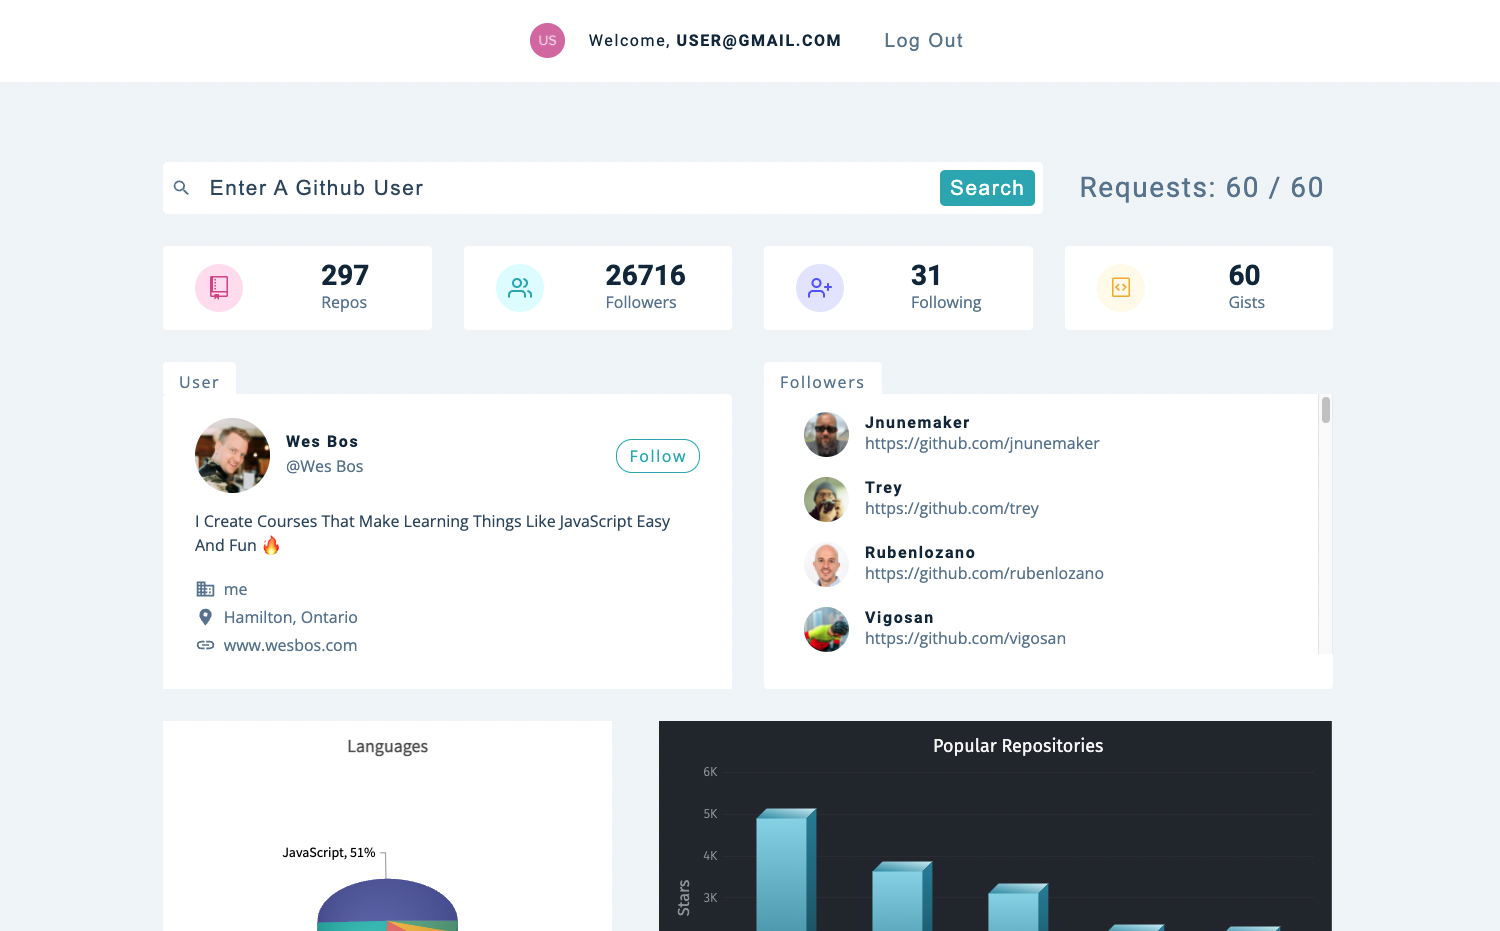 US Welcome, USER@GMAIL.COM Log Out
Enter A Github User Search Requests: 60 / 60
297
Repos
26716
Followers
31
Following
60
Gists
User
Wes Bos
@Wes Bos
Follow
I Create Courses That Make Learning Things Like JavaScript Easy
And Fun 🔥
me
Hamilton, Ontario
www.wesbos.com
Followers
Jnunemaker
https://github.com/jnunemaker
Trey
https://github.com/trey
Rubenlozano
https://github.com/rubenlozano
Vigosan
https://github.com/vigosan
Languages
JavaScript, 51%
Popular Repositories
6K
5K
4K
3K
Stars